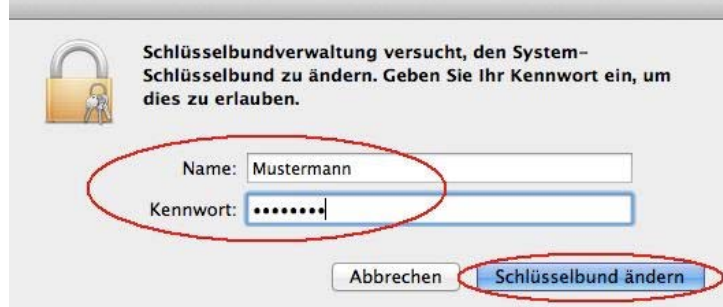 Schlüsselbundverwaltung versucht, den System-
Schlüsselbund zu ändern. Geben Sie Ihr Kennwort ein, um
dies zu erlauben.
Name: Mustermann
Kennwort: ••••••••
Abbrechen Schlüsselbund ändern